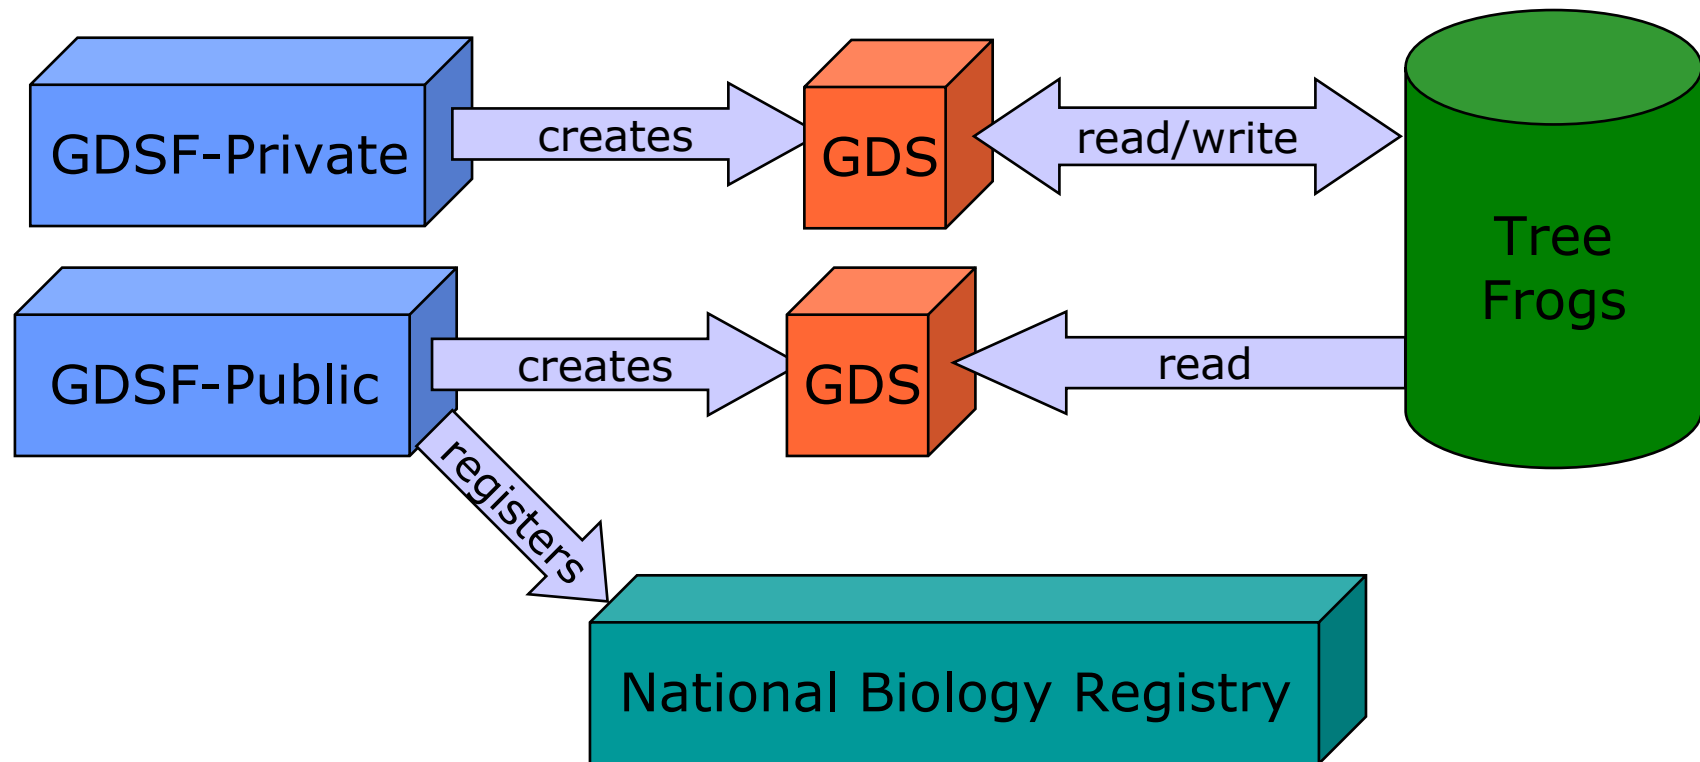 GDSF-Private
creates
GDS
read/write
Tree
Frogs
GDSF-Public
creates
GDS
read
registers
National Biology Registry